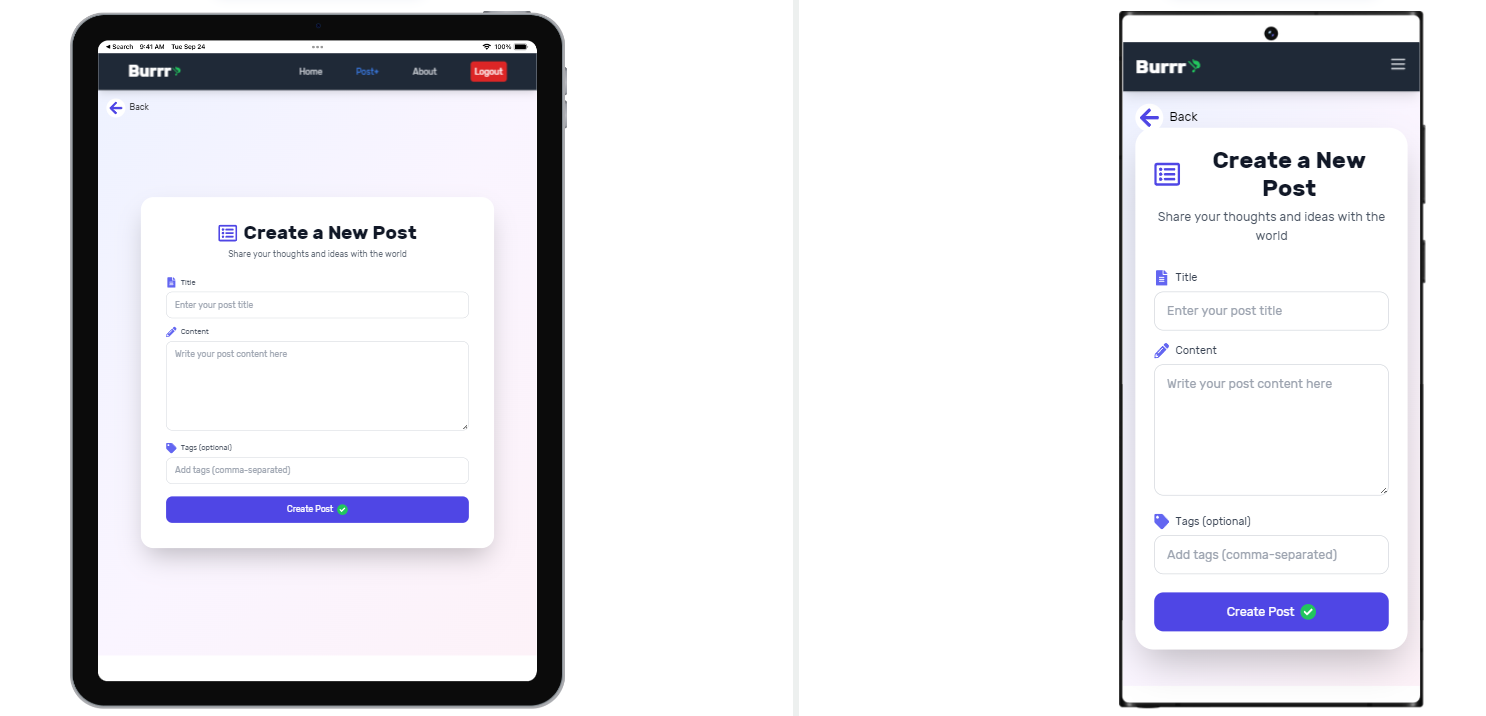 Search 9:41 AM Tue Sep 24 100%
Burrr Home Post+ About Logout
Back
Create a New Post
Share your thoughts and ideas with the world
Title
Enter your post title
Content
Write your post content here
Tags (optional)
Add tags (comma-separated)
Create Post
Burrr
Back
Create a New
Post
Share your thoughts and ideas with the
world
Title
Enter your post title
Content
Write your post content here
Tags (optional)
Add tags (comma-separated)
Create Post